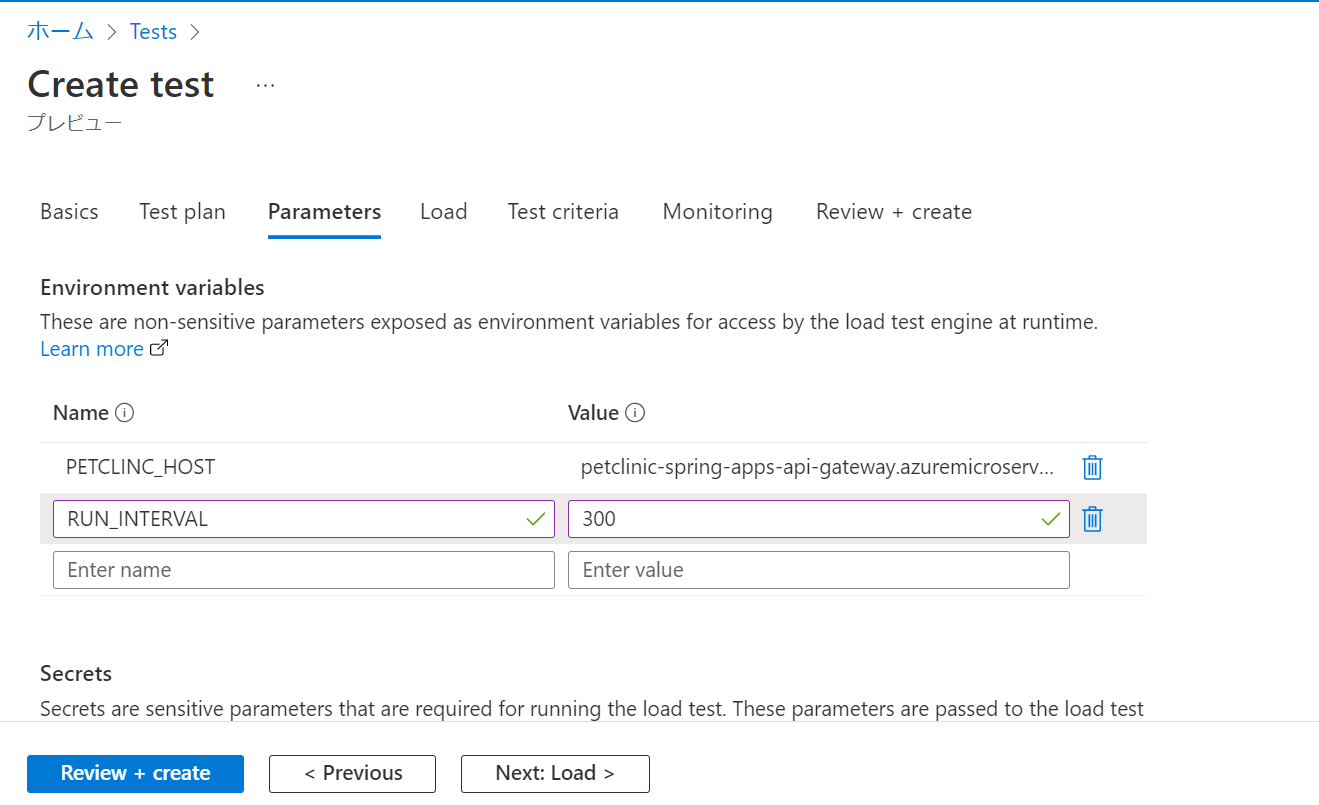 ホーム > Tests >
Create test ...
プレビュー
Basics Test plan Parameters Load Test criteria Monitoring Review + create
Environment variables
These are non-sensitive parameters exposed as environment variables for access by the load test engine at runtime.
Learn more
Name Value
PETCLINC_HOST petclinic-spring-apps-api-gateway.azuremicroserv...
RUN_INTERVAL 300
Enter name Enter value
Secrets
Secrets are sensitive parameters that are required for running the load test. These parameters are passed to the load test
Review + create < Previous Next: Load >